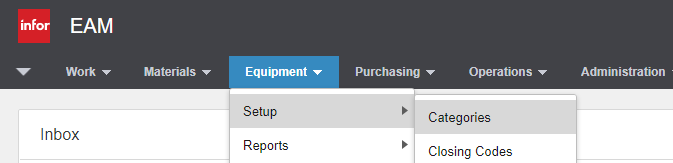 infor EAM
Work Materials Equipment Purchasing Operations Administration
Setup
Categories
Inbox
Reports
Closing Codes